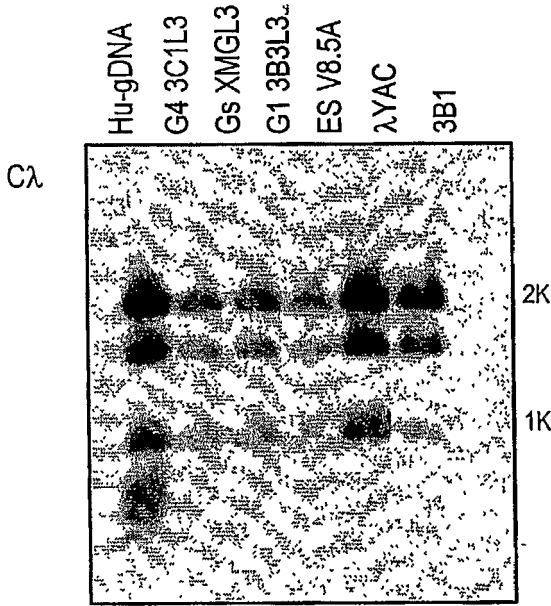 Hu-gDNA
G4 3C1L3
Gs XMGL3
G1 3B3L3
ES V8.5A
λYAC
3B1
Cλ
2K
1K